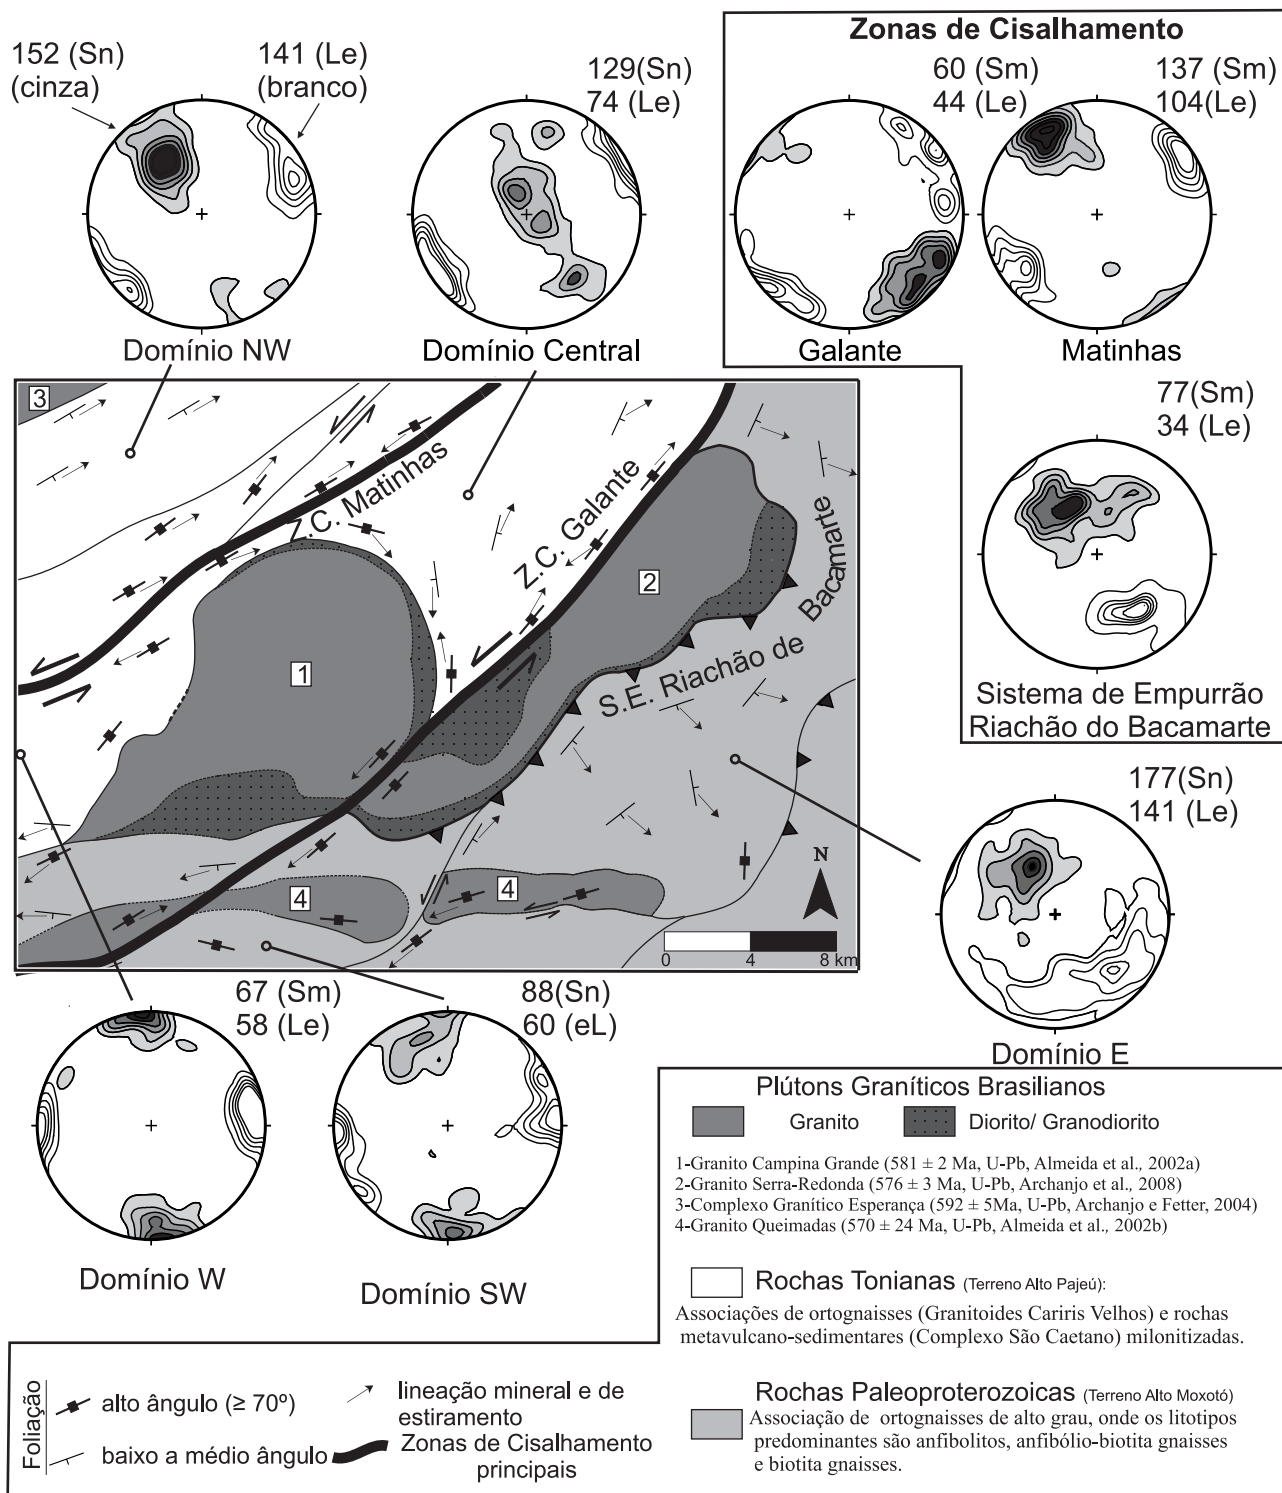 Zonas de Cisalhamento
152 (Sn)
(cinza)
141 (Le)
(branco)
129(Sn)
74 (Le)
60 (Sm)
44 (Le)
137 (Sm)
104(Le)
Domínio NW
Domínio Central
Galante
Matinhas
77(Sm)
34 (Le)
Sistema de Empurrão
Riachão do Bacamarte
3
Z.C. Matinhas
Z.C. Galante
2
1
S.E. Riachão de
Bacamarte
4
4
N
0 4 8 km
177(Sn)
141 (Le)
Domínio E
67 (Sm)
58 (Le)
88(Sn)
60 (eL)
Domínio W
Domínio SW
Plútons Graníticos Brasilianos
Granito
Diorito/ Granodiorito
1-Granito Campina Grande (581 ± 2 Ma, U-Pb, Almeida et al., 2002a)
2-Granito Serra-Redonda (576 ± 3 Ma, U-Pb, Archanjo et al., 2008)
3-Complexo Granítico Esperança (592 ± 5Ma, U-Pb, Archanjo e Fetter, 2004)
4-Granito Queimadas (570 ± 24 Ma, U-Pb, Almeida et al., 2002b)
Rochas Tonianas (Terreno Alto Pajeú):
Associações de ortognaisses (Granitoides Cariris Velhos) e rochas
metavulcano-sedimentares (Complexo São Caetano) milonitizadas.
Rochas Paleoproterozoicas (Terreno Alto Moxotó)
Associação de ortognaisses de alto grau, onde os litotipos
predominantes são anfibolitos, anfibólio-biotita gnaisses
e biotita gnaisses.
Foliação
alto ângulo (≥ 70º)
baixo a médio ângulo
lineação mineral e de
estiramento
Zonas de Cisalhamento
principais